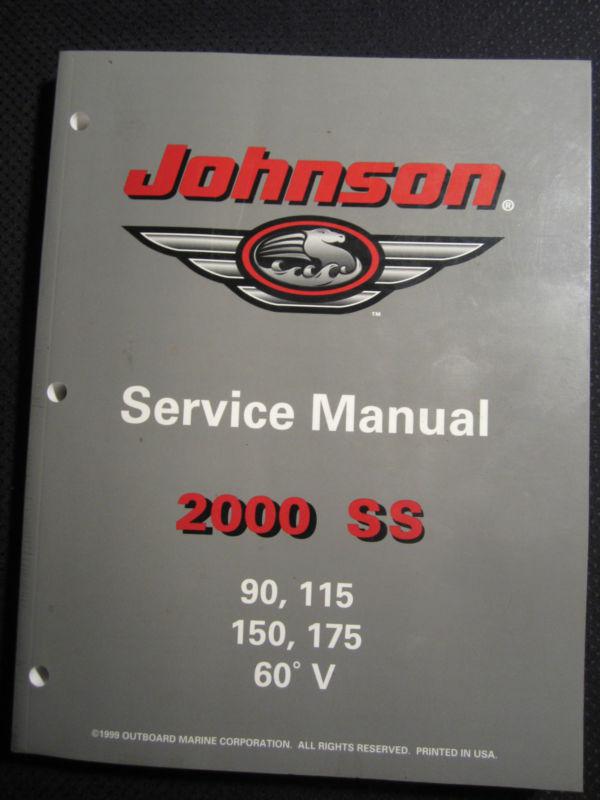 Johnson®
™
Service Manual
2000 SS
90, 115
150, 175
60° V
©1999 OUTBOARD MARINE CORPORATION. ALL RIGHTS RESERVED. PRINTED IN USA.